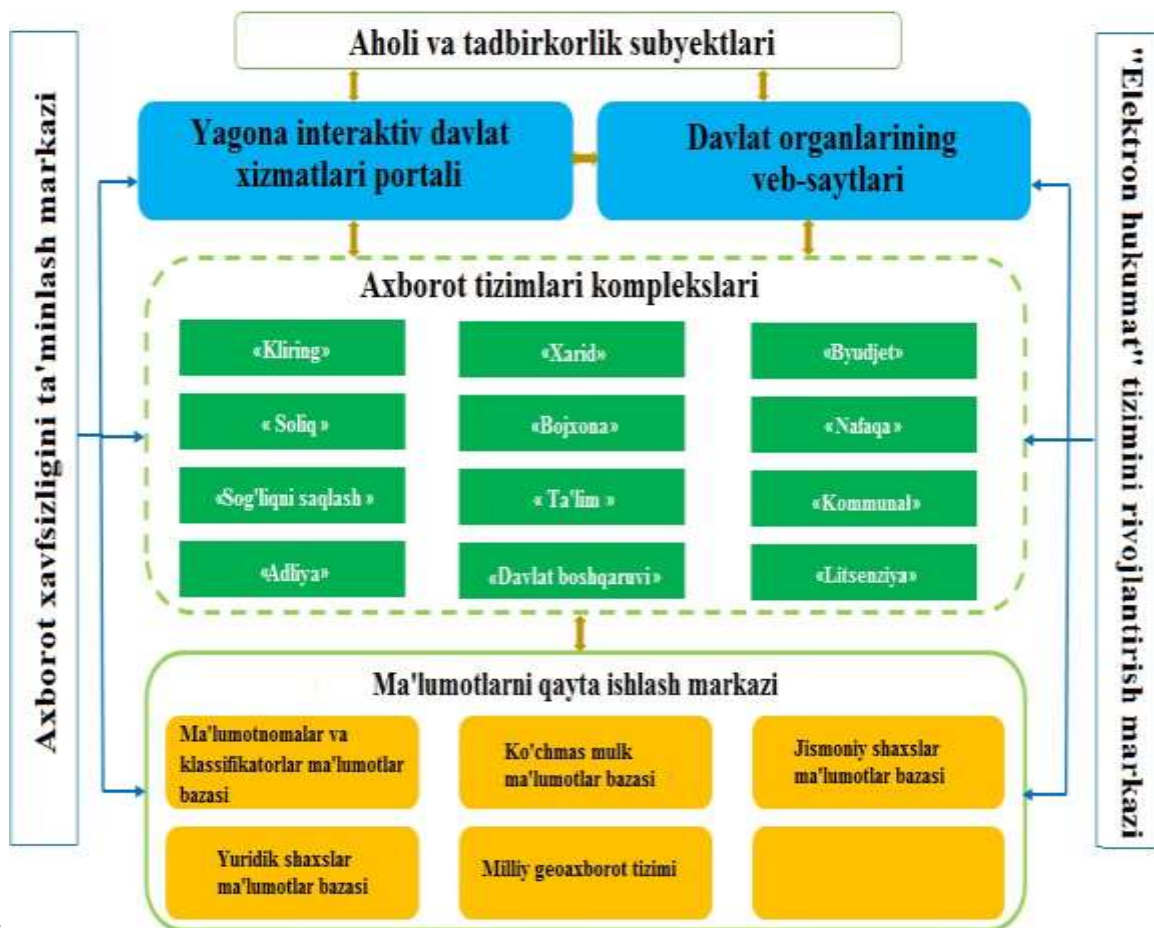 Aholi va tadbirkorlik subyektlari
Axborot xavfsizligini ta'minlash markazi
"Elektron hukumat" tizimini rivojlantirish markazi
Yagona interaktiv davlat
xizmatlari portali
Davlat organlarining
veb-saytlari
Axborot tizimlari komplekslari
«Kliring»
«Xarid»
«Byudjet»
« Soliq »
«Bojxona»
«Nafaqa»
«Sog'liqni saqlash »
« Ta'lim »
«Kommunal»
«Adliya»
«Davlat boshqaruvi»
«Litsenziya»
Ma'lumotlarni qayta ishlash markazi
Ma'lumotnomalar va
klassifikatorlar ma'lumotlar
bazasi
Ko'chmas mulk
ma'lumotlar bazasi
Jismoniy shaxslar
ma'lumotlar bazasi
Yuridik shaxslar
ma'lumotlar bazasi
Milliy geoaxborot tizimi